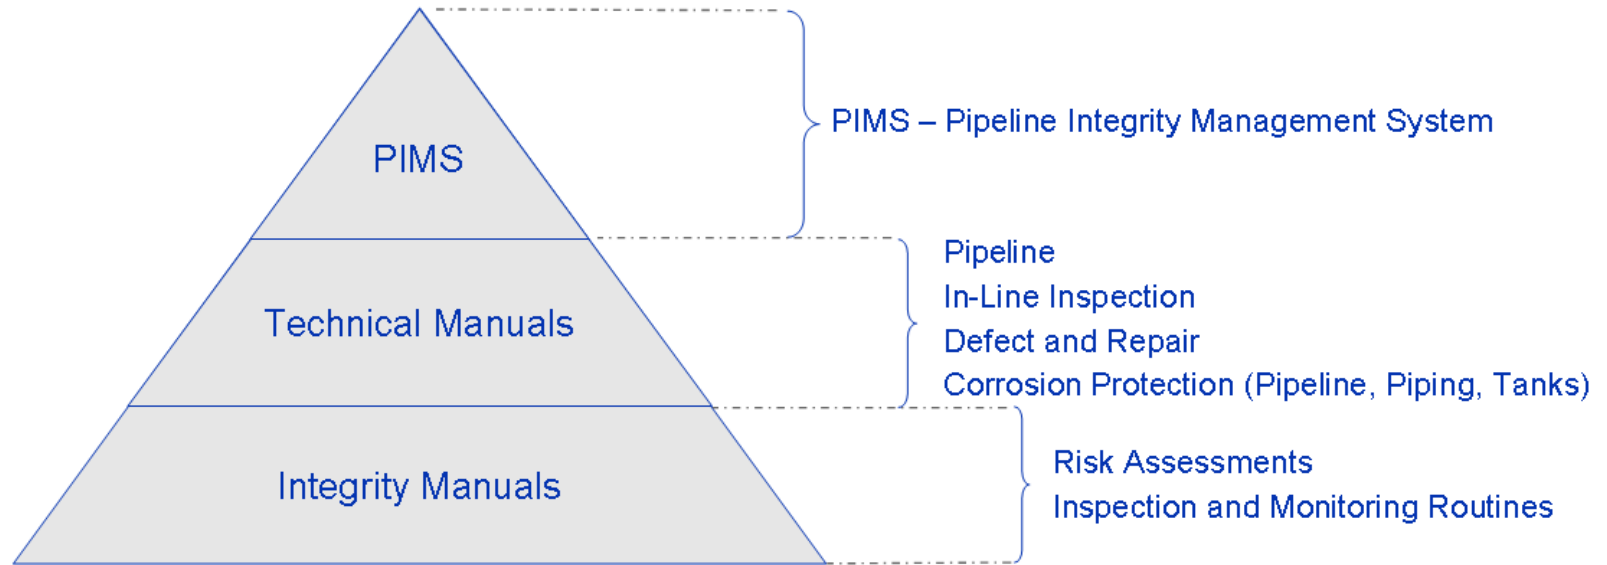 PIMS
PIMS – Pipeline Integrity Management System
Technical Manuals
Pipeline
In-Line Inspection
Defect and Repair
Corrosion Protection (Pipeline, Piping, Tanks)
Integrity Manuals
Risk Assessments
Inspection and Monitoring Routines